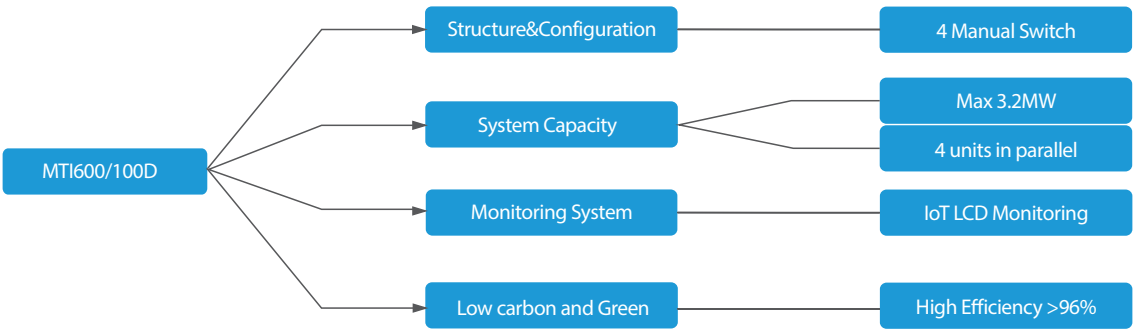 MTI600/100D
Structure&Configuration
4 Manual Switch
System Capacity
Max 3.2MW
4 units in parallel
Monitoring System
IoT LCD Monitoring
Low carbon and Green
High Efficiency >96%